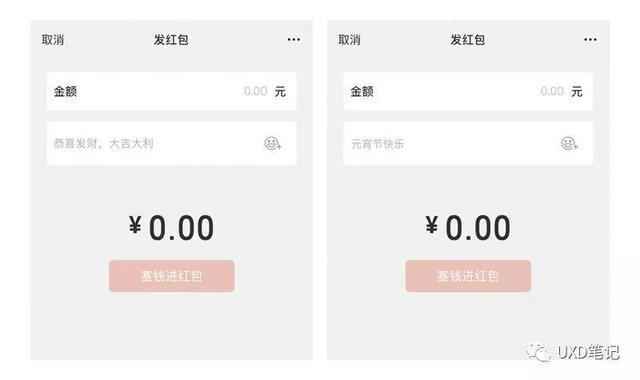 取消 发红包 ···
金额 0.00 元
恭喜发财，大吉大利
¥ 0.00
塞钱进红包
取消 发红包 ···
金额 0.00 元
元宵节快乐
¥ 0.00
塞钱进红包
UXD笔记